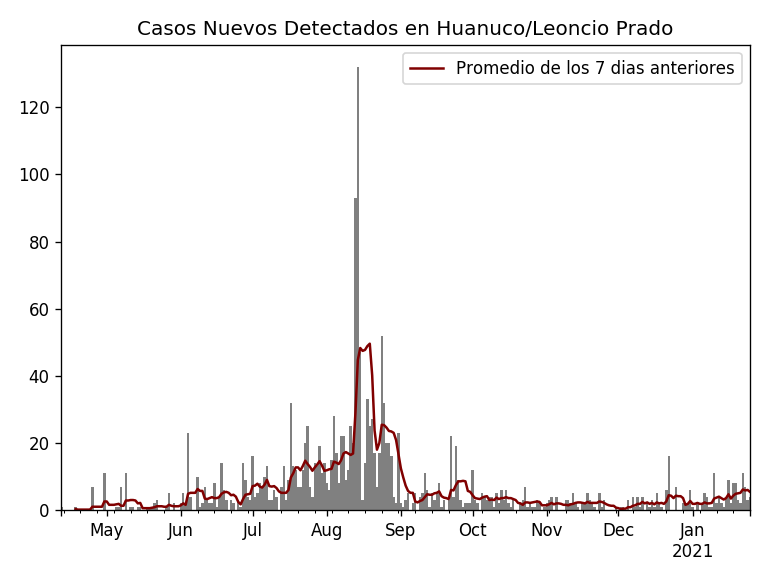 Casos Nuevos Detectados en Huanuco/Leoncio Prado
Promedio de los 7 dias anteriores
120
100
80
60
40
20
0
May Jun Jul Aug Sep Oct Nov Dec Jan
2021